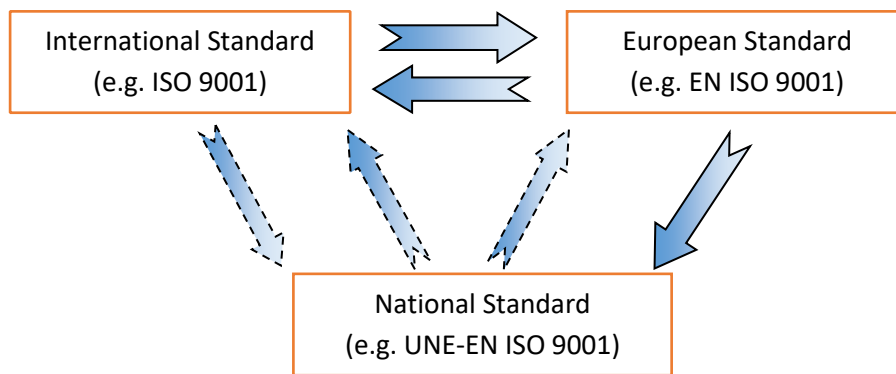 International Standard
(e.g. ISO 9001)
European Standard
(e.g. EN ISO 9001)
National Standard
(e.g. UNE-EN ISO 9001)